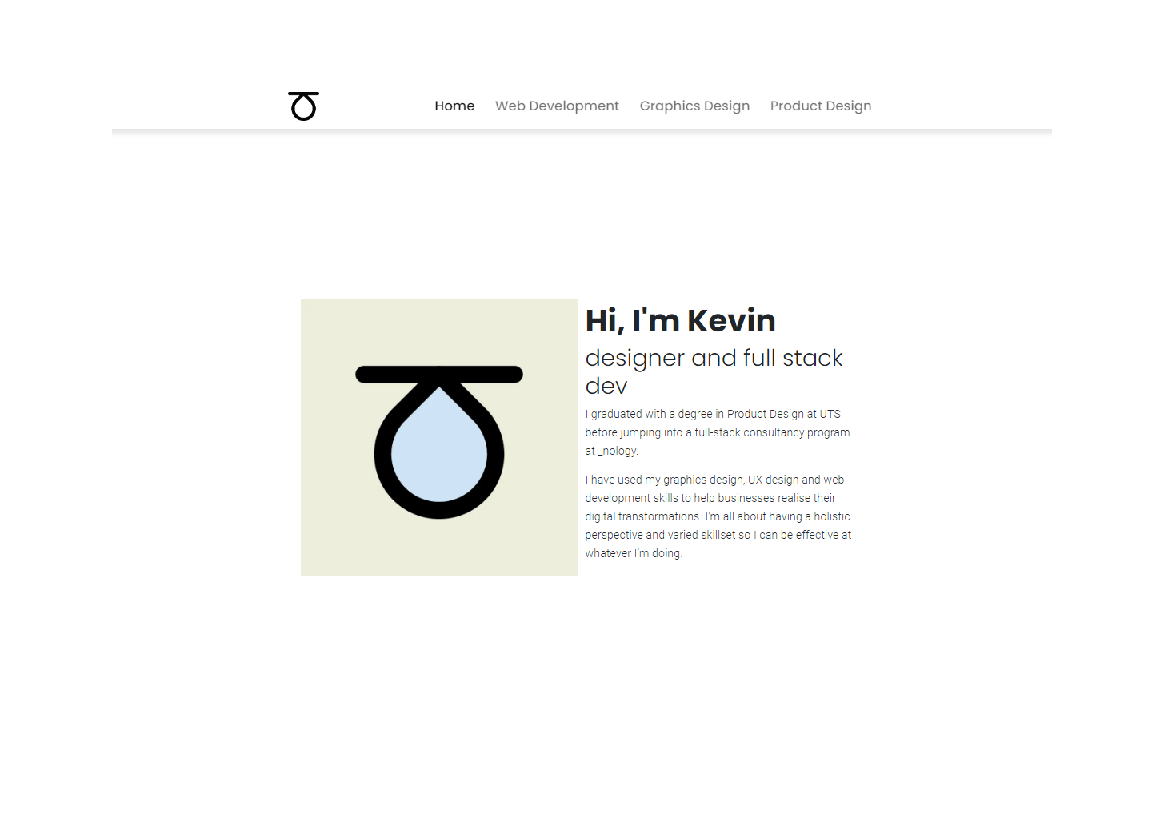 Home Web Development Graphics Design Product Design
Hi, I'm Kevin
designer and full stack
dev
I graduated with a degree in Product Design at UTS
before jumping into a full-stack consultancy program
at _nology.
I have used my graphics design, UX design and web
development skills to help businesses realise their
digital transformations. I'm all about having a holistic
perspective and varied skillset so I can be effective at
whatever I'm doing.